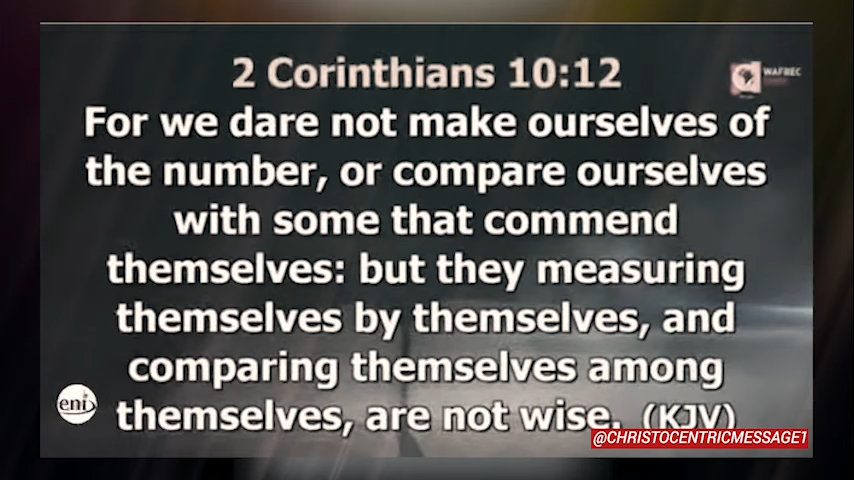 2 Corinthians 10:12
WAFBEC
For we dare not make ourselves of
the number, or compare ourselves
with some that commend
themselves: but they measuring
themselves by themselves, and
comparing themselves among
themselves, are not wise. (KJV)
eni
@CHRISTOCENTRICMESSAGE1